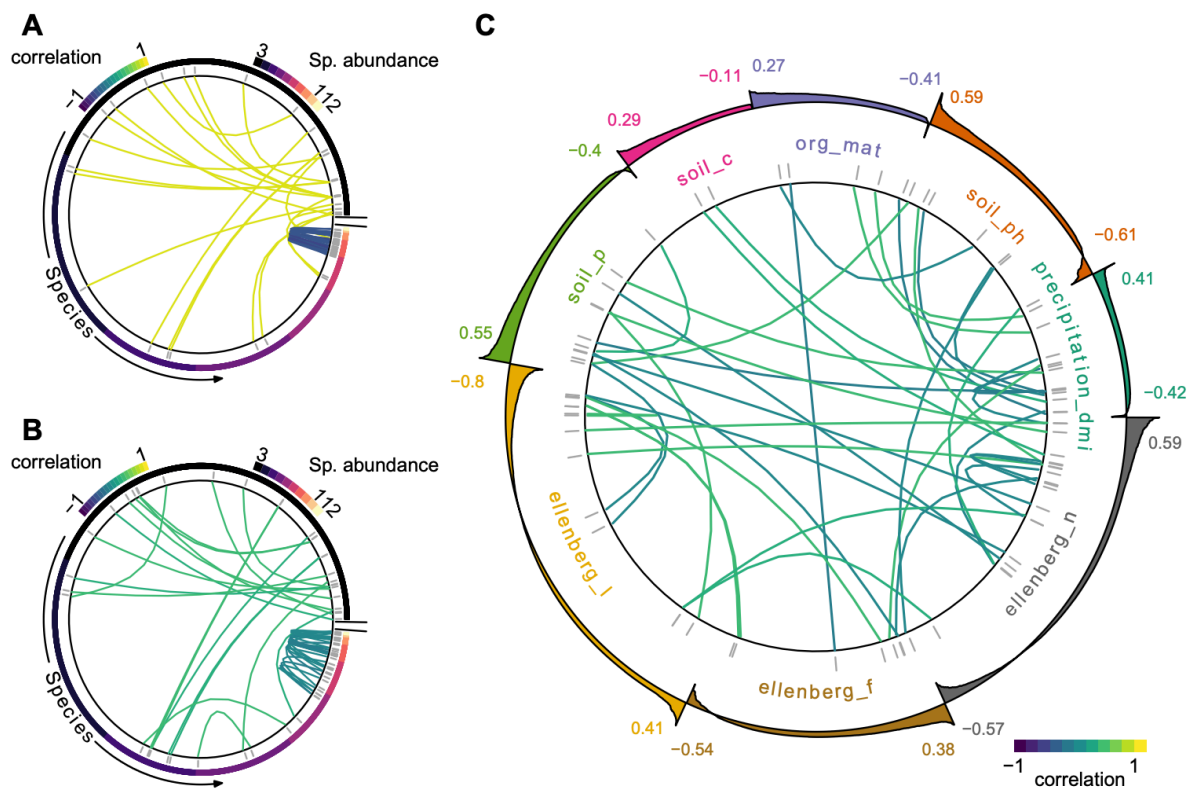 A
correlation
−1
1
3
112
Sp. abundance
Species
B
correlation
−1
1
3
112
Sp. abundance
Species
C
−0.11
0.27
−0.41
0.59
0.29
−0.4
soil_c
org_mat
soil_ph
−0.61
0.41
soil_p
precipitation_dmi
0.55
−0.8
−0.42
0.59
ellenberg_l
ellenberg_n
ellenberg_f
0.41
−0.54
0.38
−0.57
−1
1
correlation